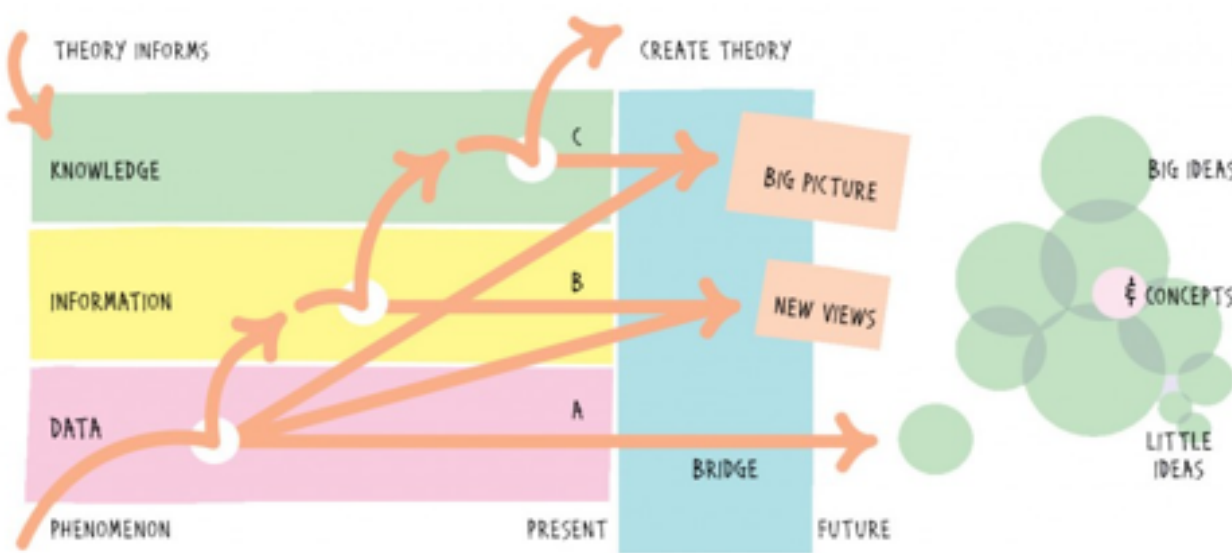 THEORY INFORMS
CREATE THEORY
KNOWLEDGE
C
BIG PICTURE
BIG IDEAS
INFORMATION
B
NEW VIEWS
& CONCEPTS
DATA
A
BRIDGE
LITTLE
IDEAS
PHENOMENON
PRESENT
FUTURE